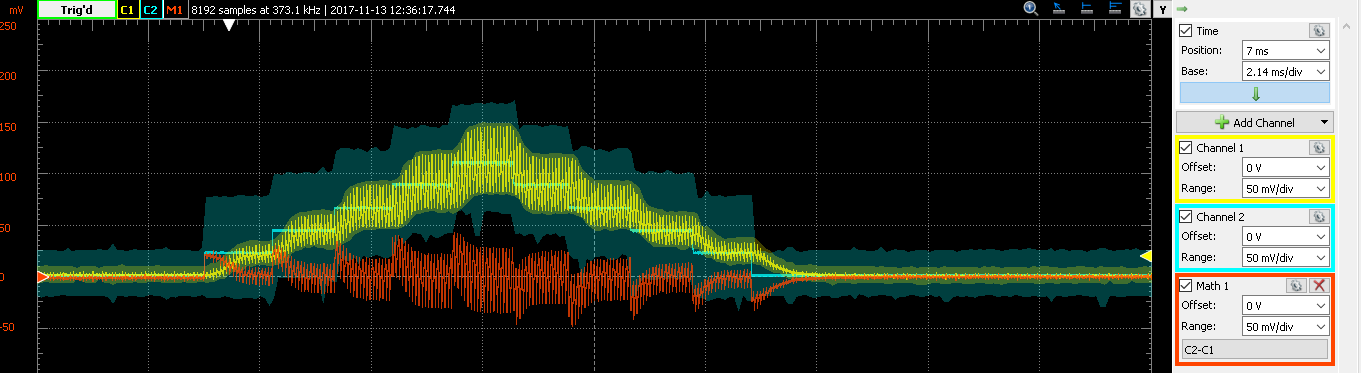 mV Trig'd C1 C2 M1 8192 samples at 373.1 kHz | 2017-11-13 12:36:17.744 Y
250
200
150
100
50
0
-50
Time
Position: 7 ms
Base: 2.14 ms/div
Add Channel
Channel 1
Offset: 0 V
Range: 50 mV/div
Channel 2
Offset: 0 V
Range: 50 mV/div
Math 1
Offset: 0 V
Range: 50 mV/div
C2-C1